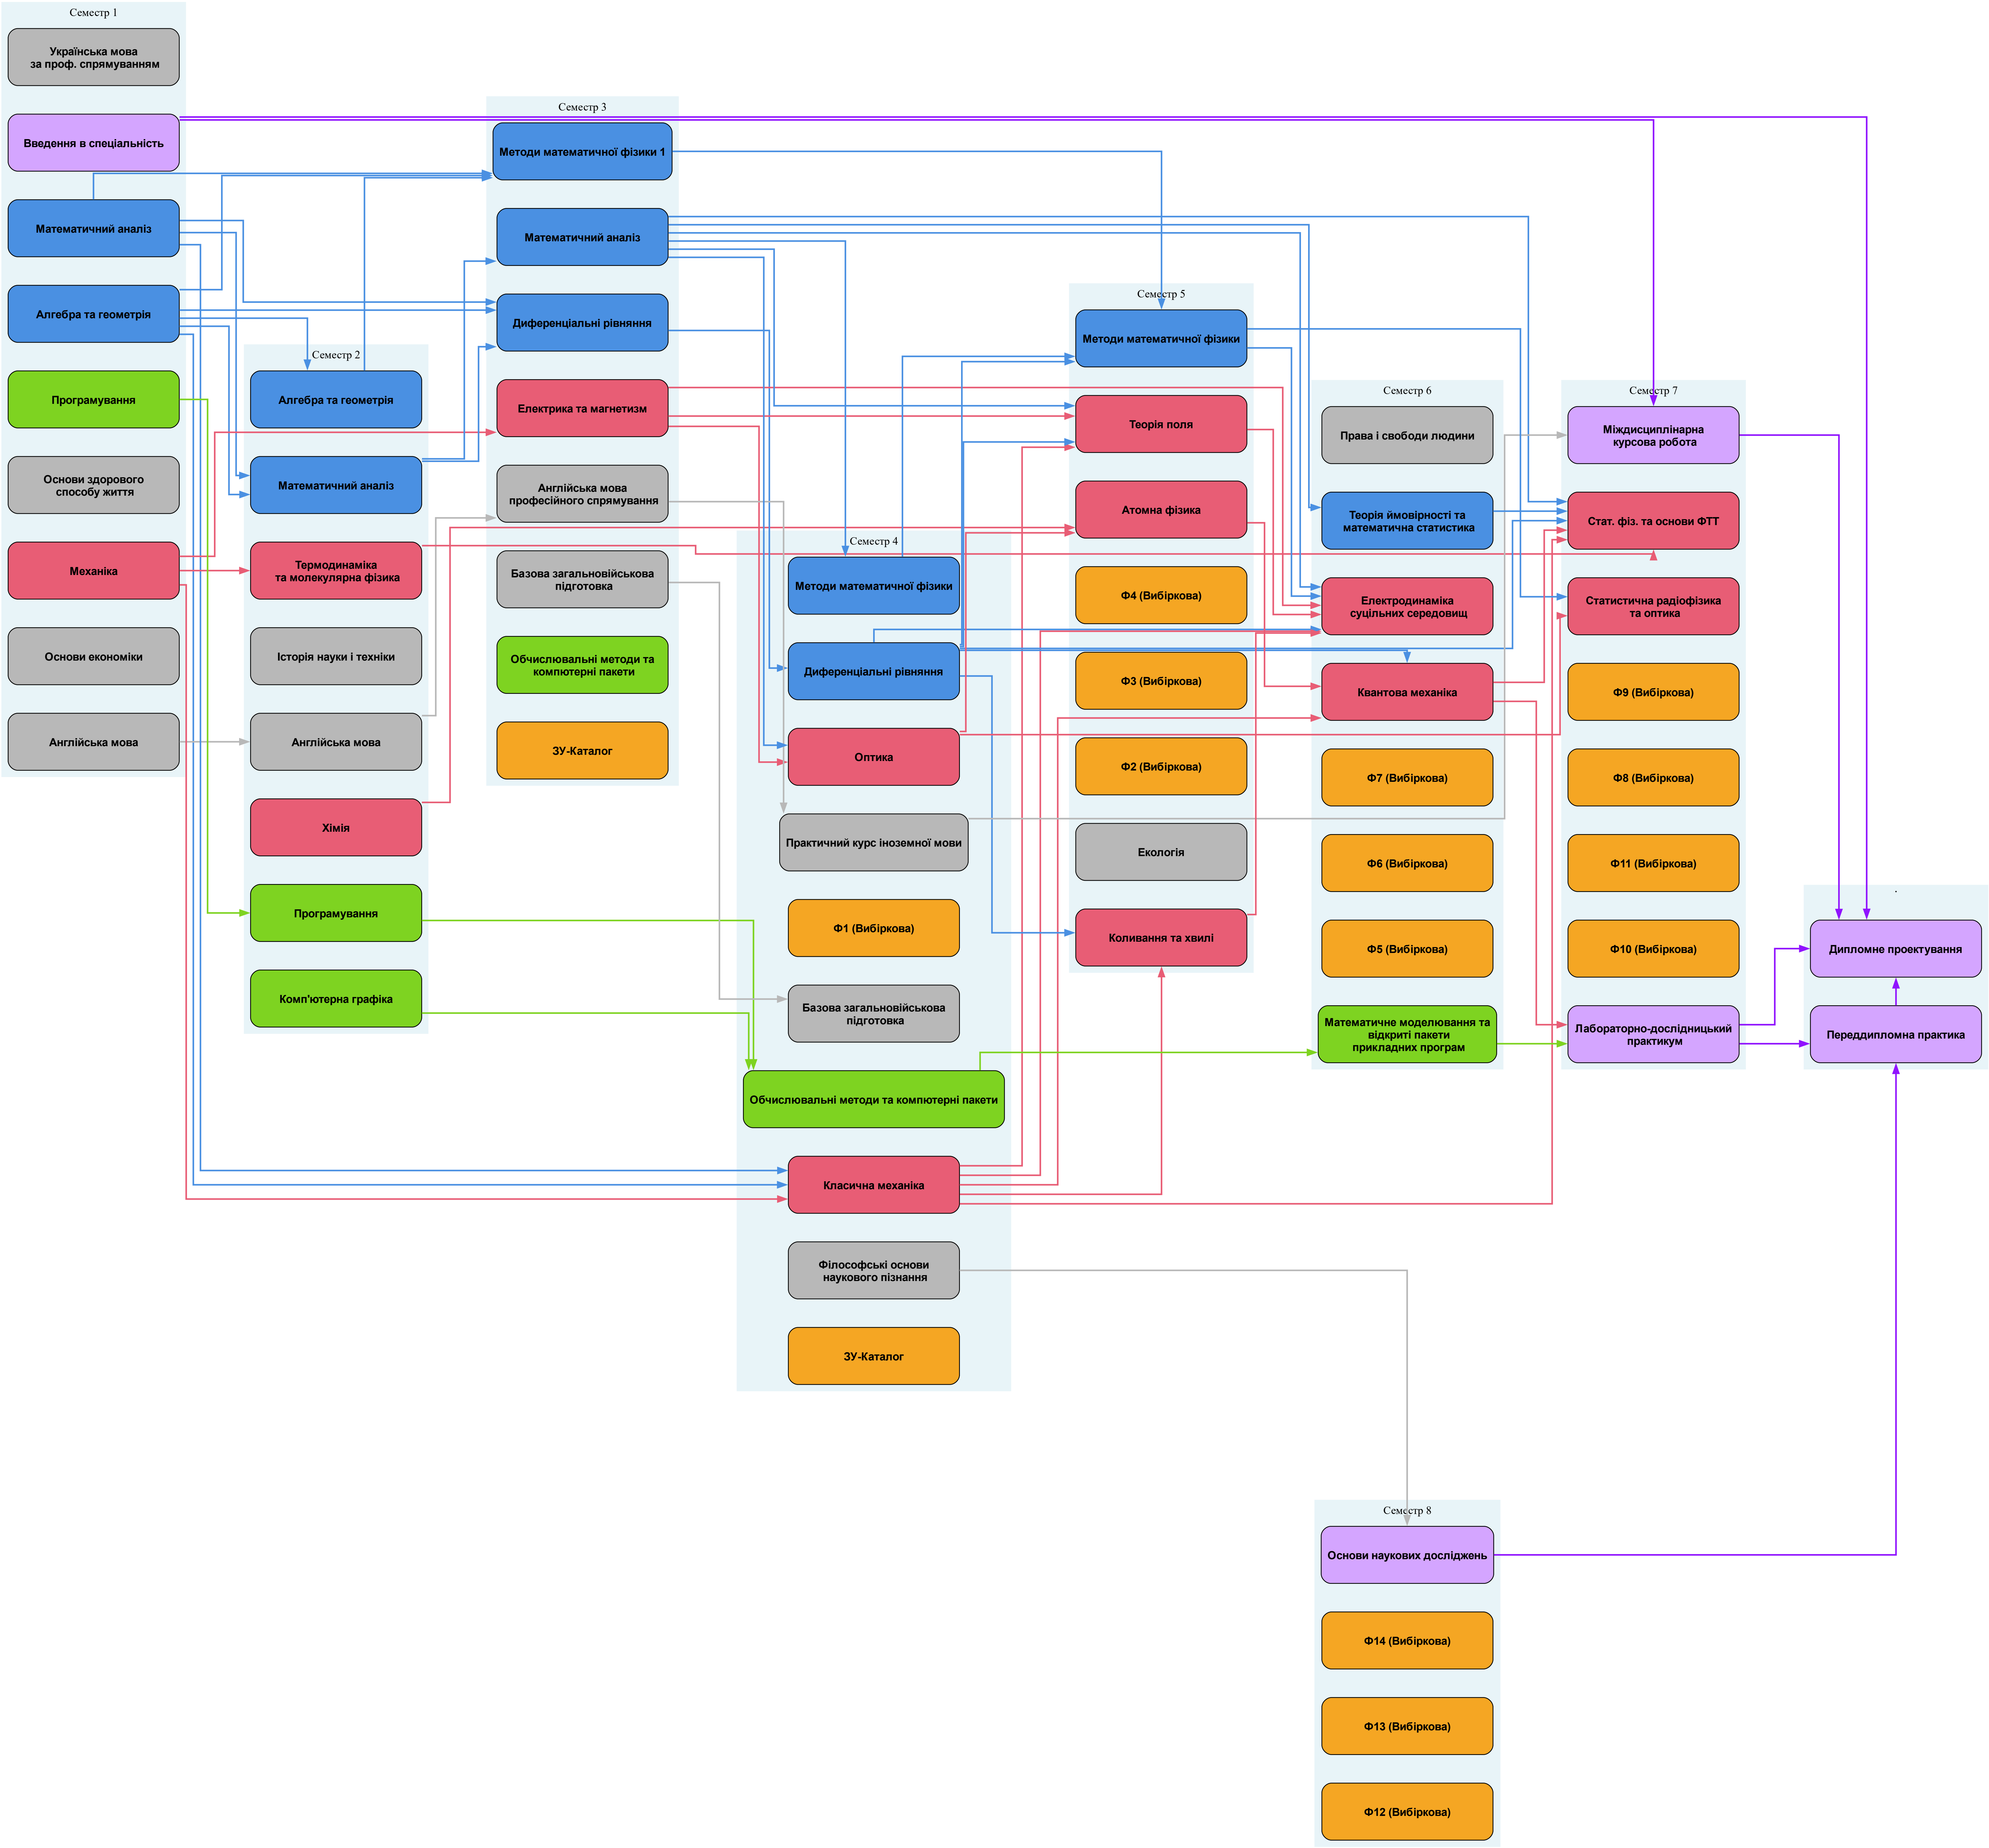 Семестр 1
Українська мова
за проф. спрямуванням
Введення в спеціальність
Математичний аналіз
Алгебра та геометрія
Програмування
Основи здорового
способу життя
Механіка
Основи економіки
Англійська мова
Семестр 2
Алгебра та геометрія
Математичний аналіз
Термодинаміка
та молекулярна фізика
Історія науки і техніки
Англійська мова
Хімія
Програмування
Комп'ютерна графіка
Семестр 3
Методи математичної фізики 1
Математичний аналіз
Диференціальні рівняння
Електрика та магнетизм
Англійська мова
професійного спрямування
Базова загальновійськова
підготовка
Обчислювальні методи та
компютерні пакети
ЗУ-Каталог
Семестр 4
Методи математичної фізики
Диференціальні рівняння
Оптика
Практичний курс іноземної мови
Ф1 (Вибіркова)
Базова загальновійськова
підготовка
Обчислювальні методи та компютерні пакети
Класична механіка
Філософські основи
наукового пізнання
ЗУ-Каталог
Семестр 5
Методи математичної фізики
Теорія поля
Атомна фізика
Ф4 (Вибіркова)
Ф3 (Вибіркова)
Ф2 (Вибіркова)
Екологія
Коливання та хвилі
Семестр 6
Права і свободи людини
Теорія ймовірності та
математична статистика
Електродинаміка
суцільних середовищ
Квантова механіка
Ф7 (Вибіркова)
Ф6 (Вибіркова)
Ф5 (Вибіркова)
Математичне моделювання та
відкриті пакети
прикладних програм
Семестр 7
Міждисциплінарна
курсова робота
Стат. фіз. та основи ФТТ
Статистична радіофізика
та оптика
Ф9 (Вибіркова)
Ф8 (Вибіркова)
Ф11 (Вибіркова)
Ф10 (Вибіркова)
Лабораторно-дослідницький
практикум
.
Дипломне проектування
Переддипломна практика
Семестр 8
Основи наукових досліджень
Ф14 (Вибіркова)
Ф13 (Вибіркова)
Ф12 (Вибіркова)